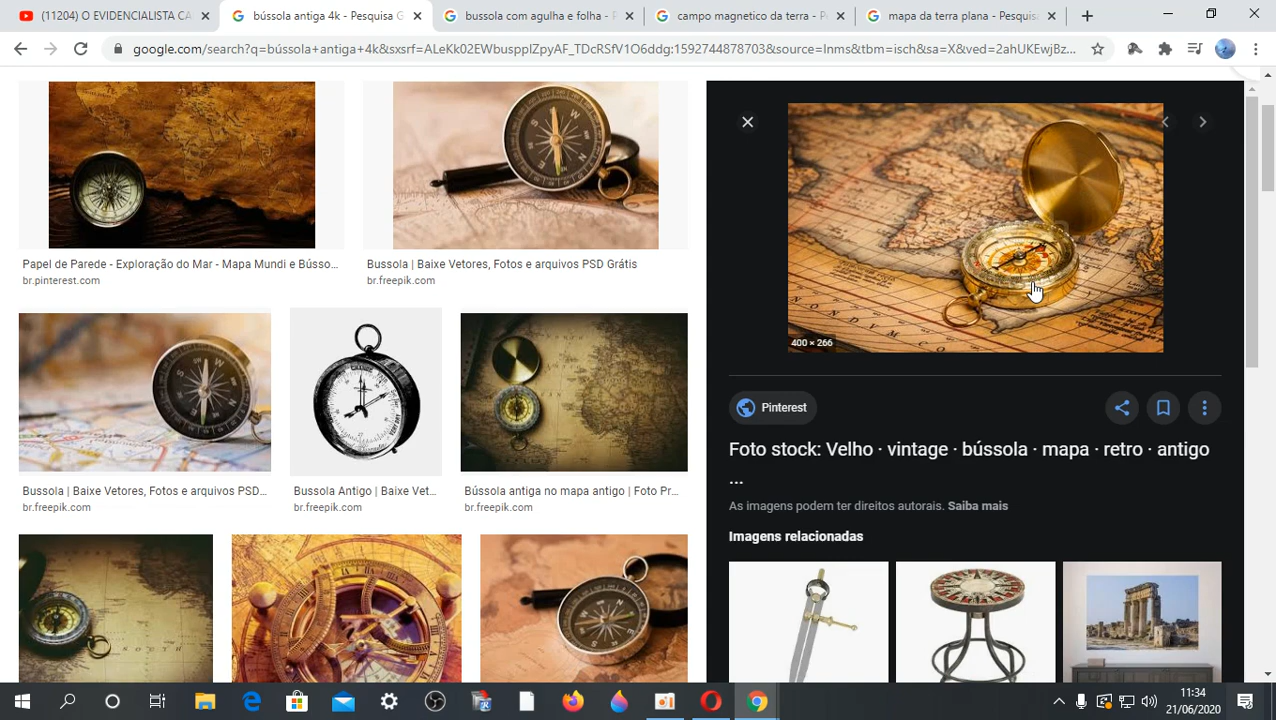 (11204) O EVIDENCIALISTA CA
bússola antiga 4k - Pesquisa G
bussola com agulha e folha - P
campo magnetico da terra - Pe
mapa da terra plana - Pesquisa
google.com/search?q=bússola+antiga+4k&sxsrf=ALeKk02EWbuspplZpyAF_TDcRSfV1O6ddg:1592744878703&source=lnms&tbm=isch&sa=X&ved=2ahUKEwjBz...
400 × 266
Papel de Parede - Exploração do Mar - Mapa Mundi e Bússo...
br.pinterest.com
Bussola | Baixe Vetores, Fotos e arquivos PSD Grátis
br.freepik.com
Pinterest
Foto stock: Velho · vintage · bússola · mapa · retro · antigo
...
As imagens podem ter direitos autorais. Saiba mais
Imagens relacionadas
Bussola | Baixe Vetores, Fotos e arquivos PSD...
br.freepik.com
Bussola Antigo | Baixe Vet...
br.freepik.com
Bússola antiga no mapa antigo | Foto Pr...
br.freepik.com
SOUTH
11:34
21/06/2020